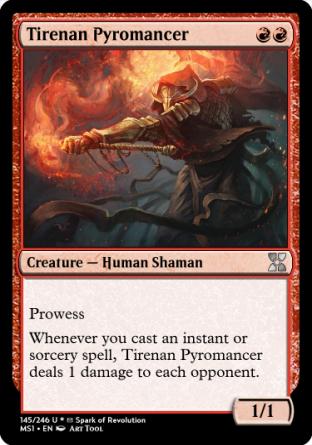 Tirenan Pyromancer
Creature — Human Shaman
Prowess
Whenever you cast an instant or
sorcery spell, Tirenan Pyromancer
deals 1 damage to each opponent.
145/246 U * ® Spark of Revolution
MS1 • EN ART TOOL
1/1